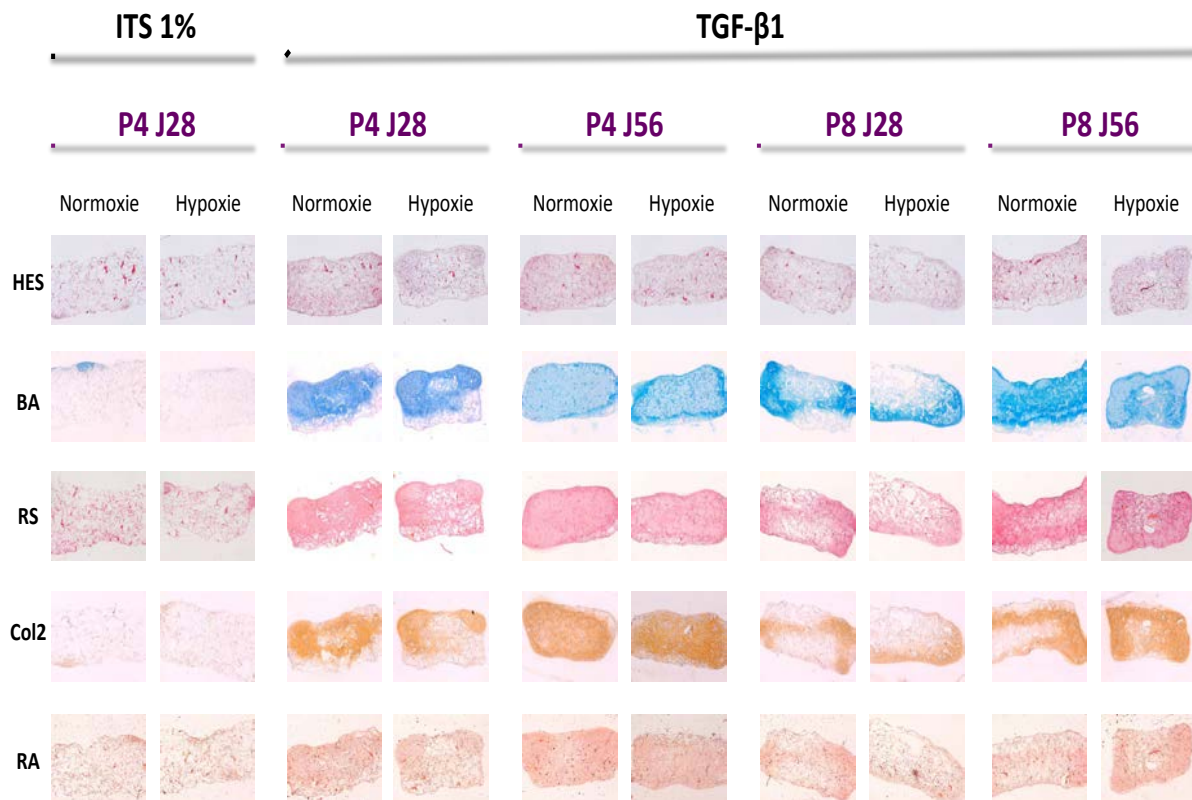 ITS 1% TGF-β1
P4 J28 P4 J28 P4 J56 P8 J28 P8 J56
Normoxie Hypoxie Normoxie Hypoxie Normoxie Hypoxie Normoxie Hypoxie Normoxie Hypoxie
HES
BA
RS
Col2
RA